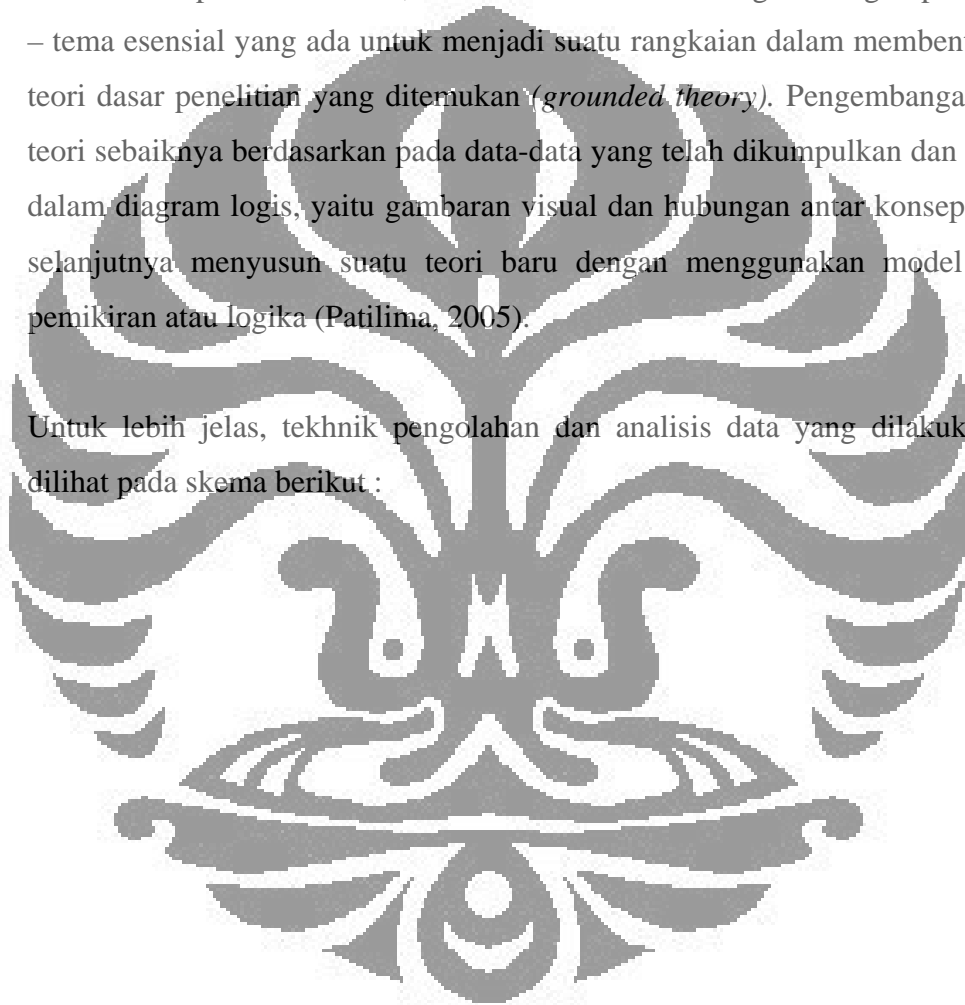 – tema esensial yang ada untuk menjadi suatu rangkaian dalam
teori dasar penelitian yang ditemukan (grounded theory). Pengembanga
teori sebaiknya berdasarkan pada data-data yang telah dikumpulkan dan
dalam diagram logis, yaitu gambaran visual dan hubungan antar konsep
selanjutnya menyusun suatu teori baru dengan menggunakan model
pemikiran atau logika (Patilima, 2005).
Untuk lebih jelas, tekhnik pengolahan dan analisis data yang dilakuk
dilihat pada skema berikut :